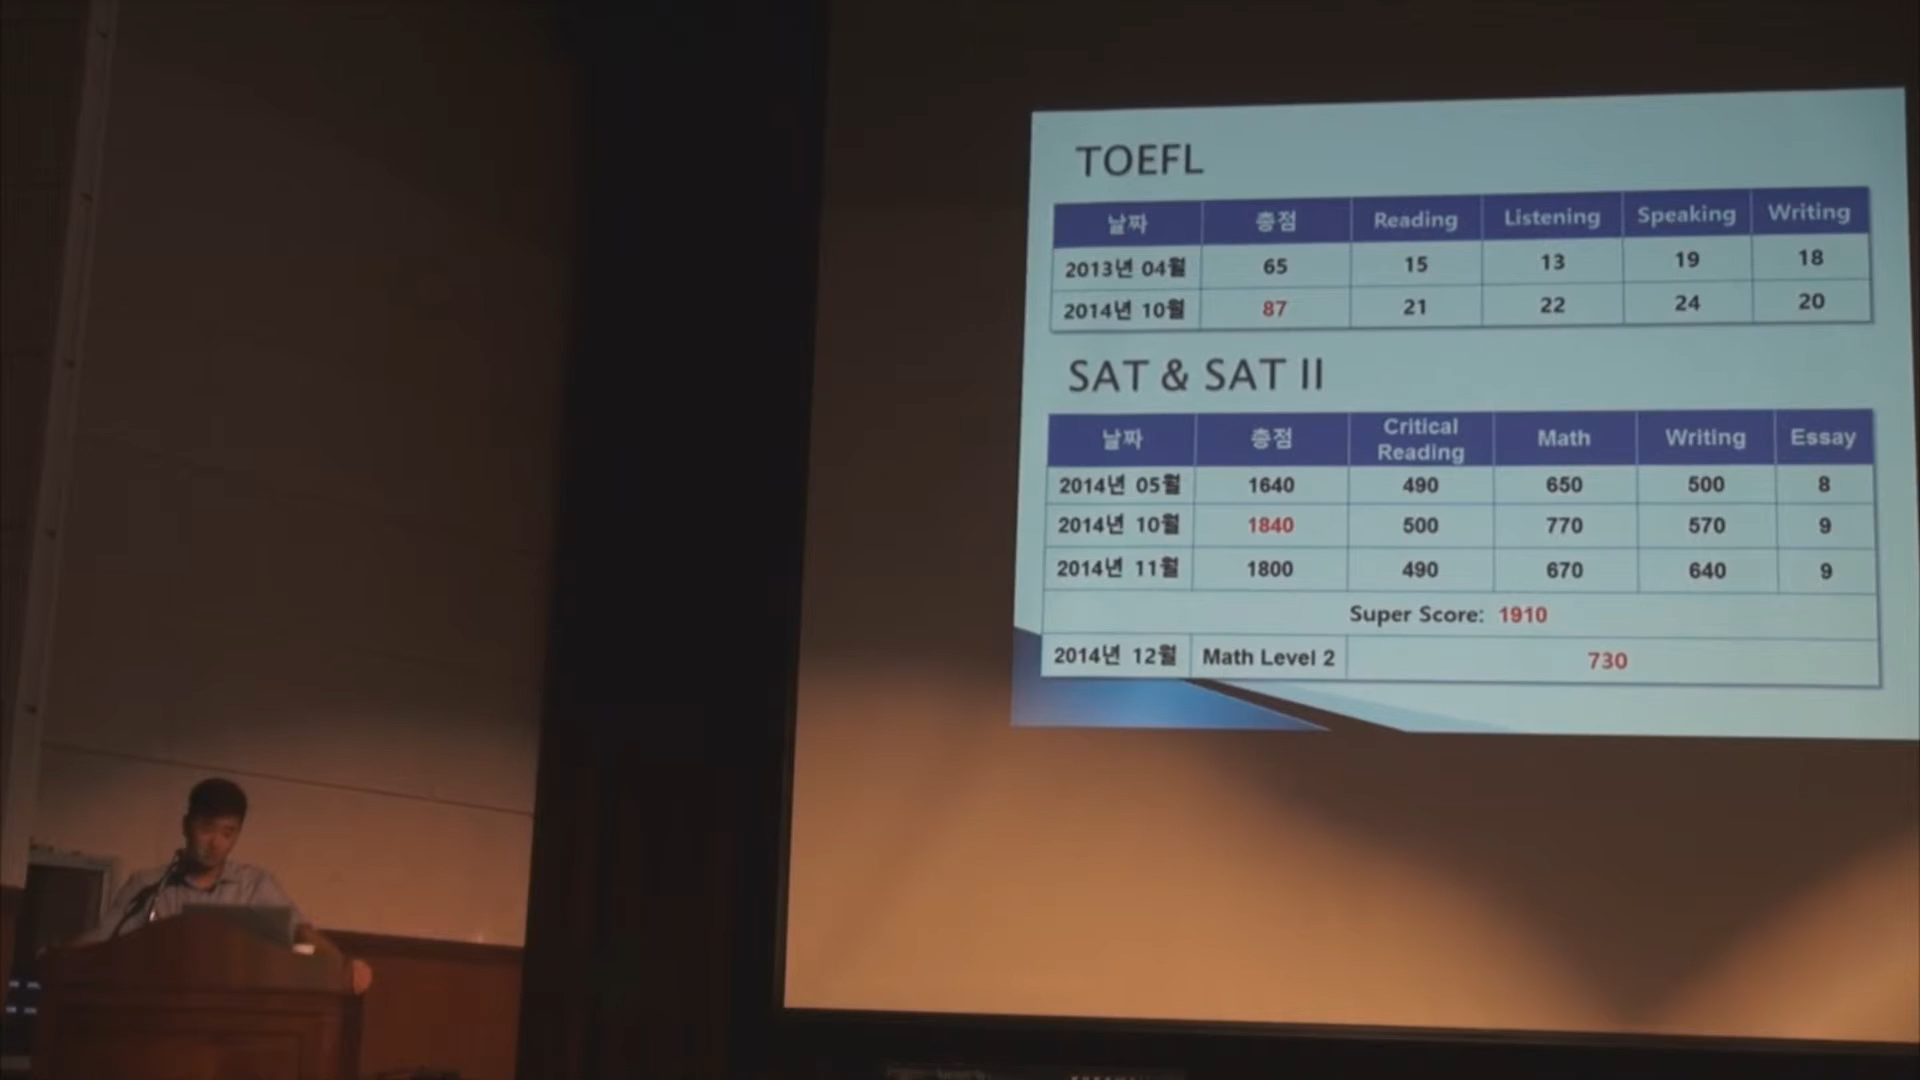 TOEFL
날짜 총점 Reading Listening Speaking Writing
2013년 04월 65 15 13 19 18
2014년 10월 87 21 22 24 20
SAT & SAT II
날짜 총점 Critical Reading Math Writing Essay
2014년 05월 1640 490 650 500 8
2014년 10월 1840 500 770 570 9
2014년 11월 1800 490 670 640 9
Super Score: 1910
2014년 12월 Math Level 2 730